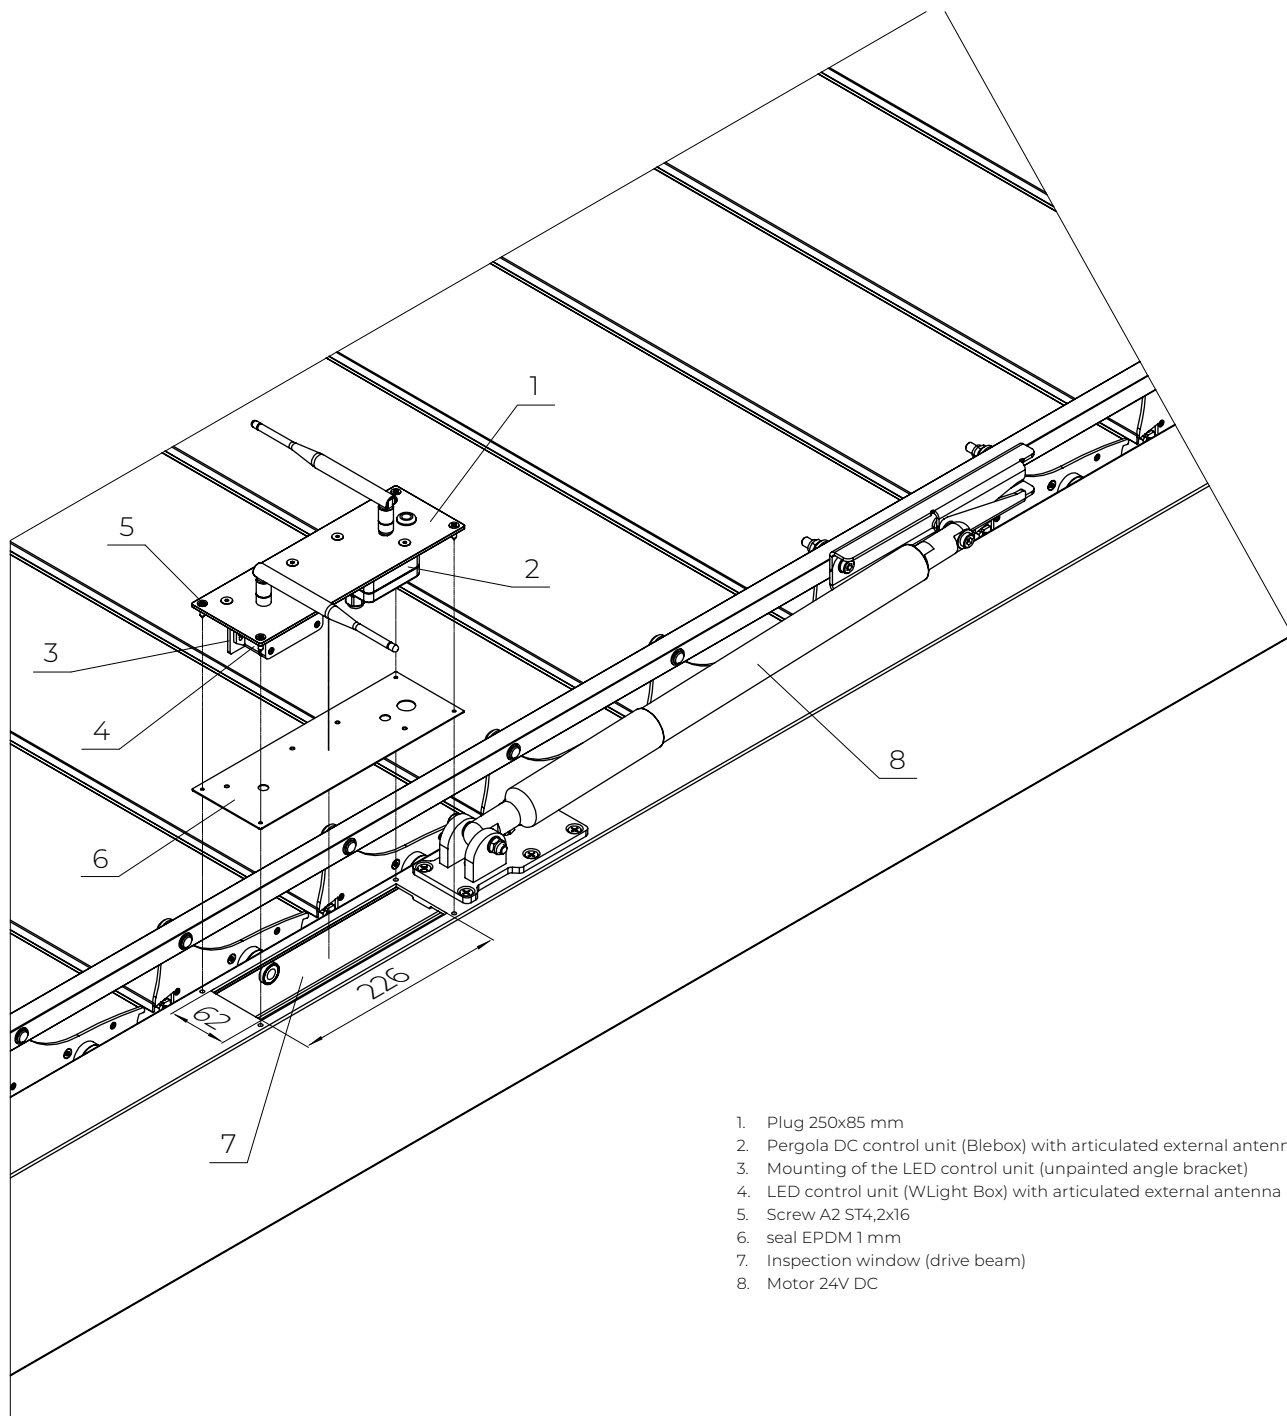 1
5
2
3
4
8
6
226
62
7
1. Plug 250x85 mm
2. Pergola DC control unit (Blebox) with articulated external
3. Mounting of the LED control unit (unpainted angle bracket)
4. LED control unit (WLight Box) with articulated external antenna
5. Screw A2 ST4,2x16
6. seal EPDM 1 mm
7. Inspection window (drive beam)
8. Motor 24V DC